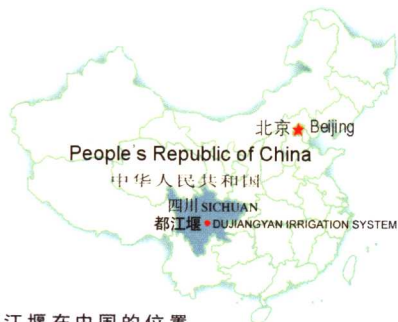 北京★ Beijing
People's Republic of China
中华人民共和国
四川 SICHUAN
都江堰 • DUJIANGYAN IRRIGATION SYSTEM
江堰在中国的位置